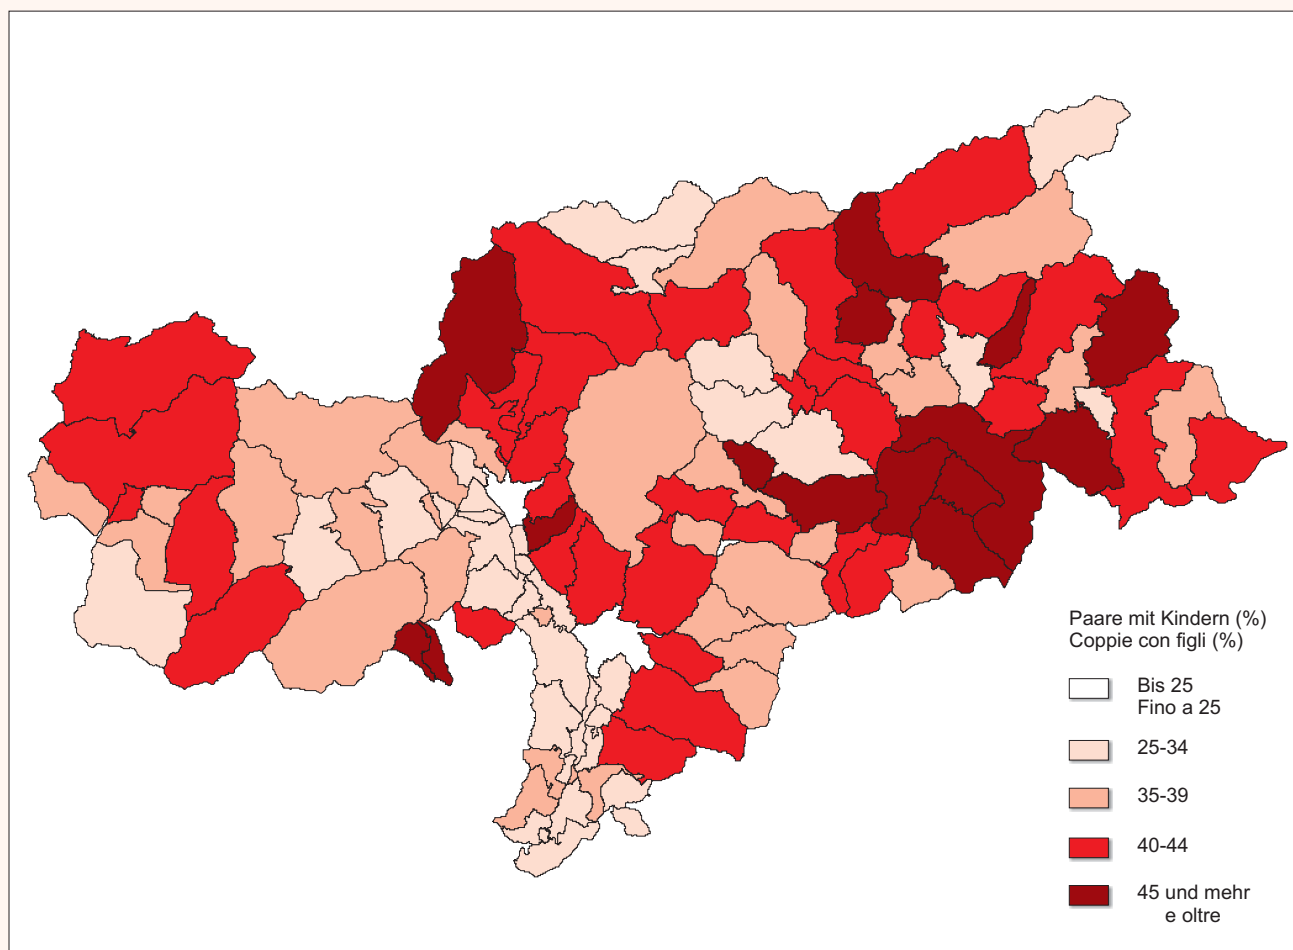 Paare mit Kindern (%)
Coppie con figli (%)
Bis 25
Fino a 25
25-34
35-39
40-44
45 und mehr
e oltre